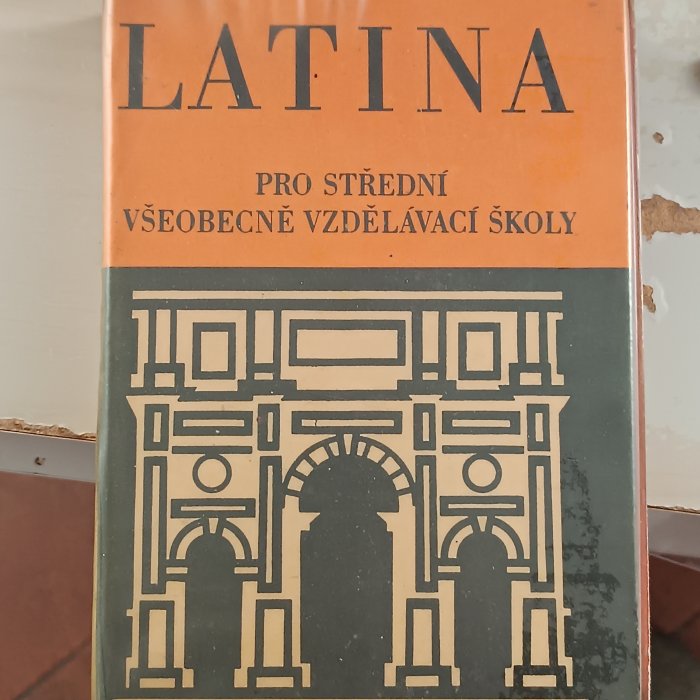 LATINA
PRO STŘEDNÍ
VŠEOBECNĚ VZDĚLÁVACÍ ŠKOLY